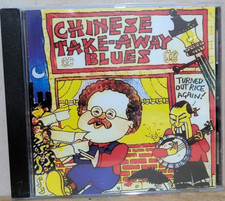 CHINESE
TAKE-AWAY
BLUES
TURNED
OUT RICE
AGAIN!